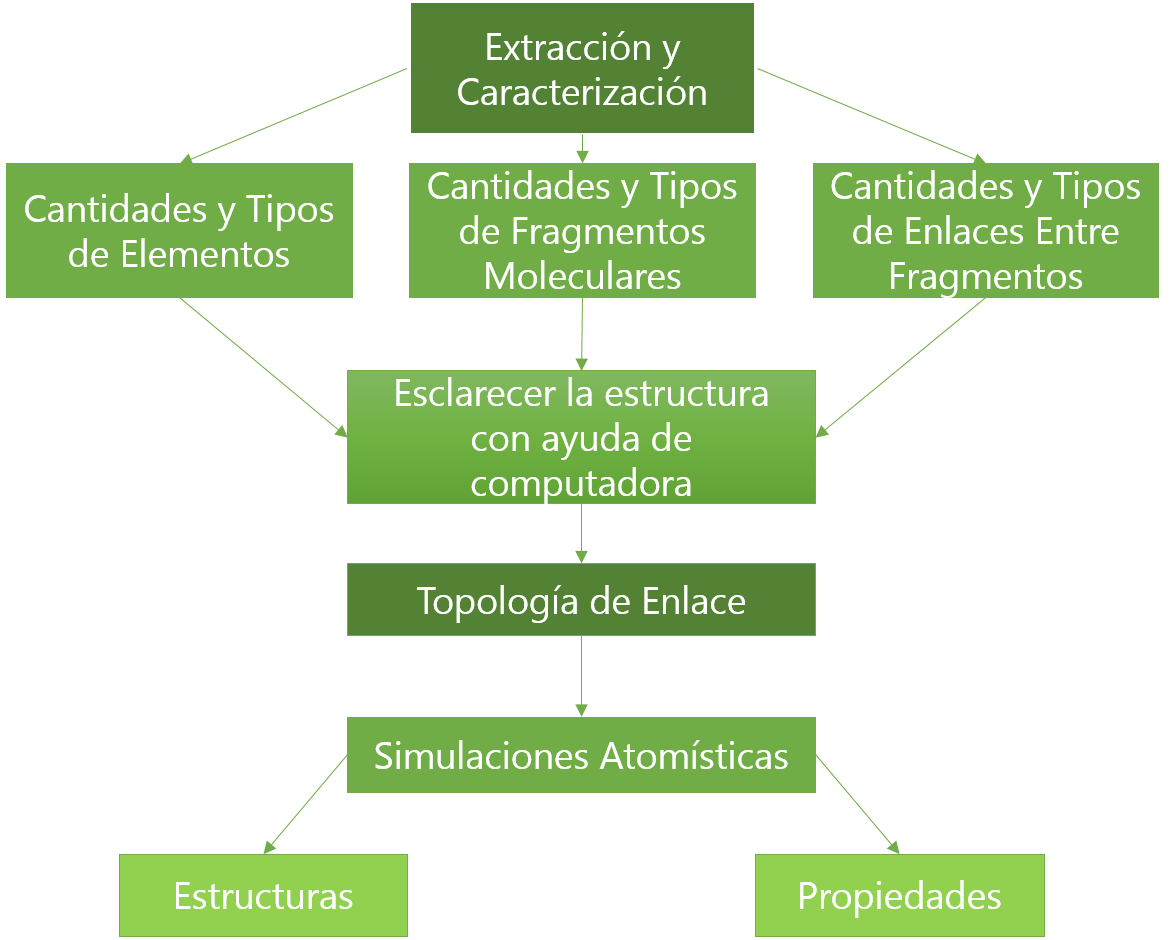 Extracción y
Caracterización
Cantidades y Tipos
de Elementos
Cantidades y Tipos
de Fragmentos
Moleculares
Cantidades y Tipos
de Enlaces Entre
Fragmentos
Esclarecer la estructura
con ayuda de
computadora
Topología de Enlace
Simulaciones Atomísticas
Estructuras
Propiedades